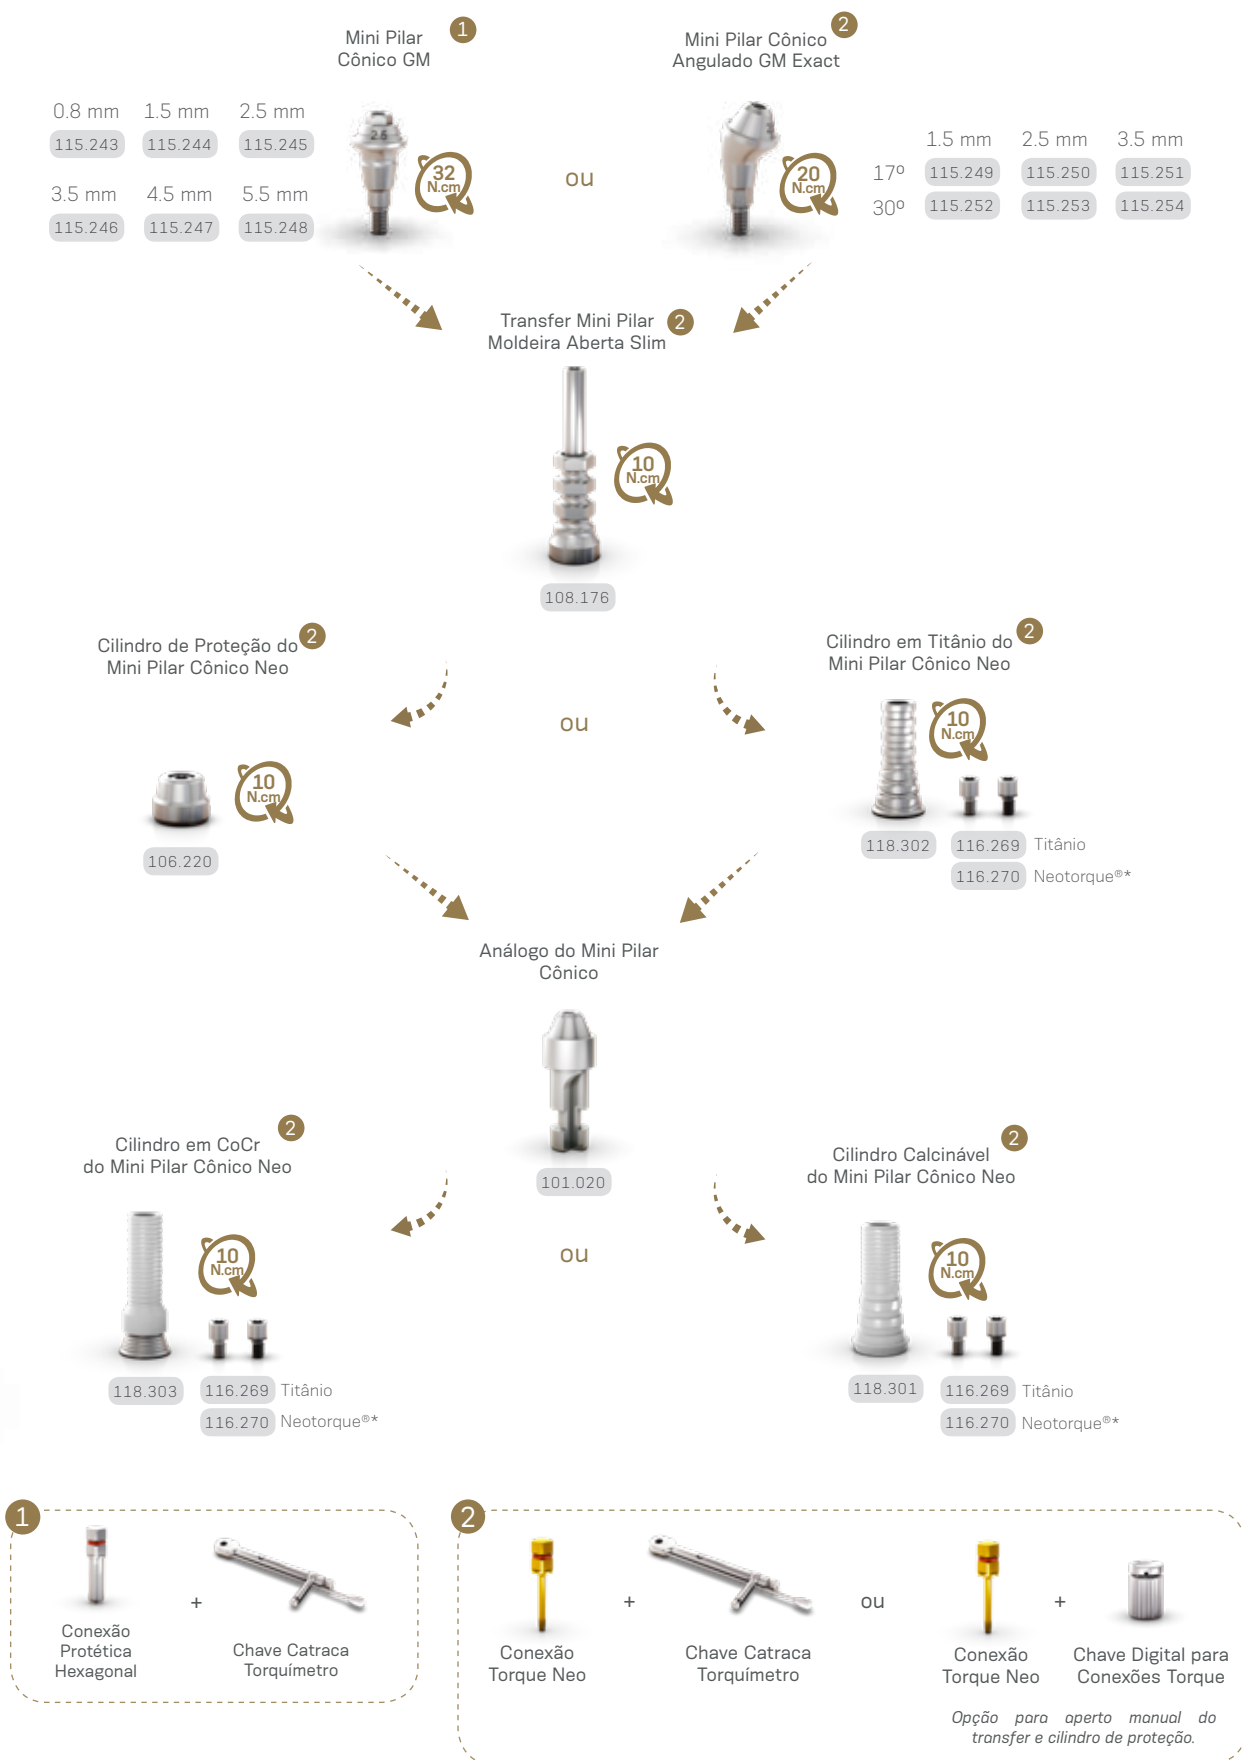 Mini Pilar
Cônico GM
1
Mini Pilar Cônico
Angulado GM Exact
2
0.8 mm 1.5 mm 2.5 mm
115.243 115.244 115.245
3.5 mm 4.5 mm 5.5 mm
115.246 115.247 115.248
2.5
32
N.cm
ou
20
N.cm
1.5 mm 2.5 mm 3.5 mm
17º 115.249 115.250 115.251
30º 115.252 115.253 115.254
Transfer Mini Pilar
Moldeira Aberta Slim
2
10
N.cm
108.176
Cilindro de Proteção do
Mini Pilar Cônico Neo
2
10
N.cm
106.220
ou
Cilindro em Titânio do
Mini Pilar Cônico Neo
2
10
N.cm
118.302 116.269 Titânio
116.270 Neotorque®*
Análogo do Mini Pilar
Cônico
101.020
Cilindro em CoCr
do Mini Pilar Cônico Neo
2
10
N.cm
118.303 116.269 Titânio
116.270 Neotorque®*
ou
Cilindro Calcinável
do Mini Pilar Cônico Neo
2
10
N.cm
118.301 116.269 Titânio
116.270 Neotorque®*
1
Conexão
Protética
Hexagonal
+
Chave Catraca
Torquímetro
2
Conexão
Torque Neo
+
Chave Catraca
Torquímetro
ou
Conexão
Torque Neo
+
Chave Digital para
Conexões Torque
Opção para aperto manual do
transfer e cilindro de proteção.